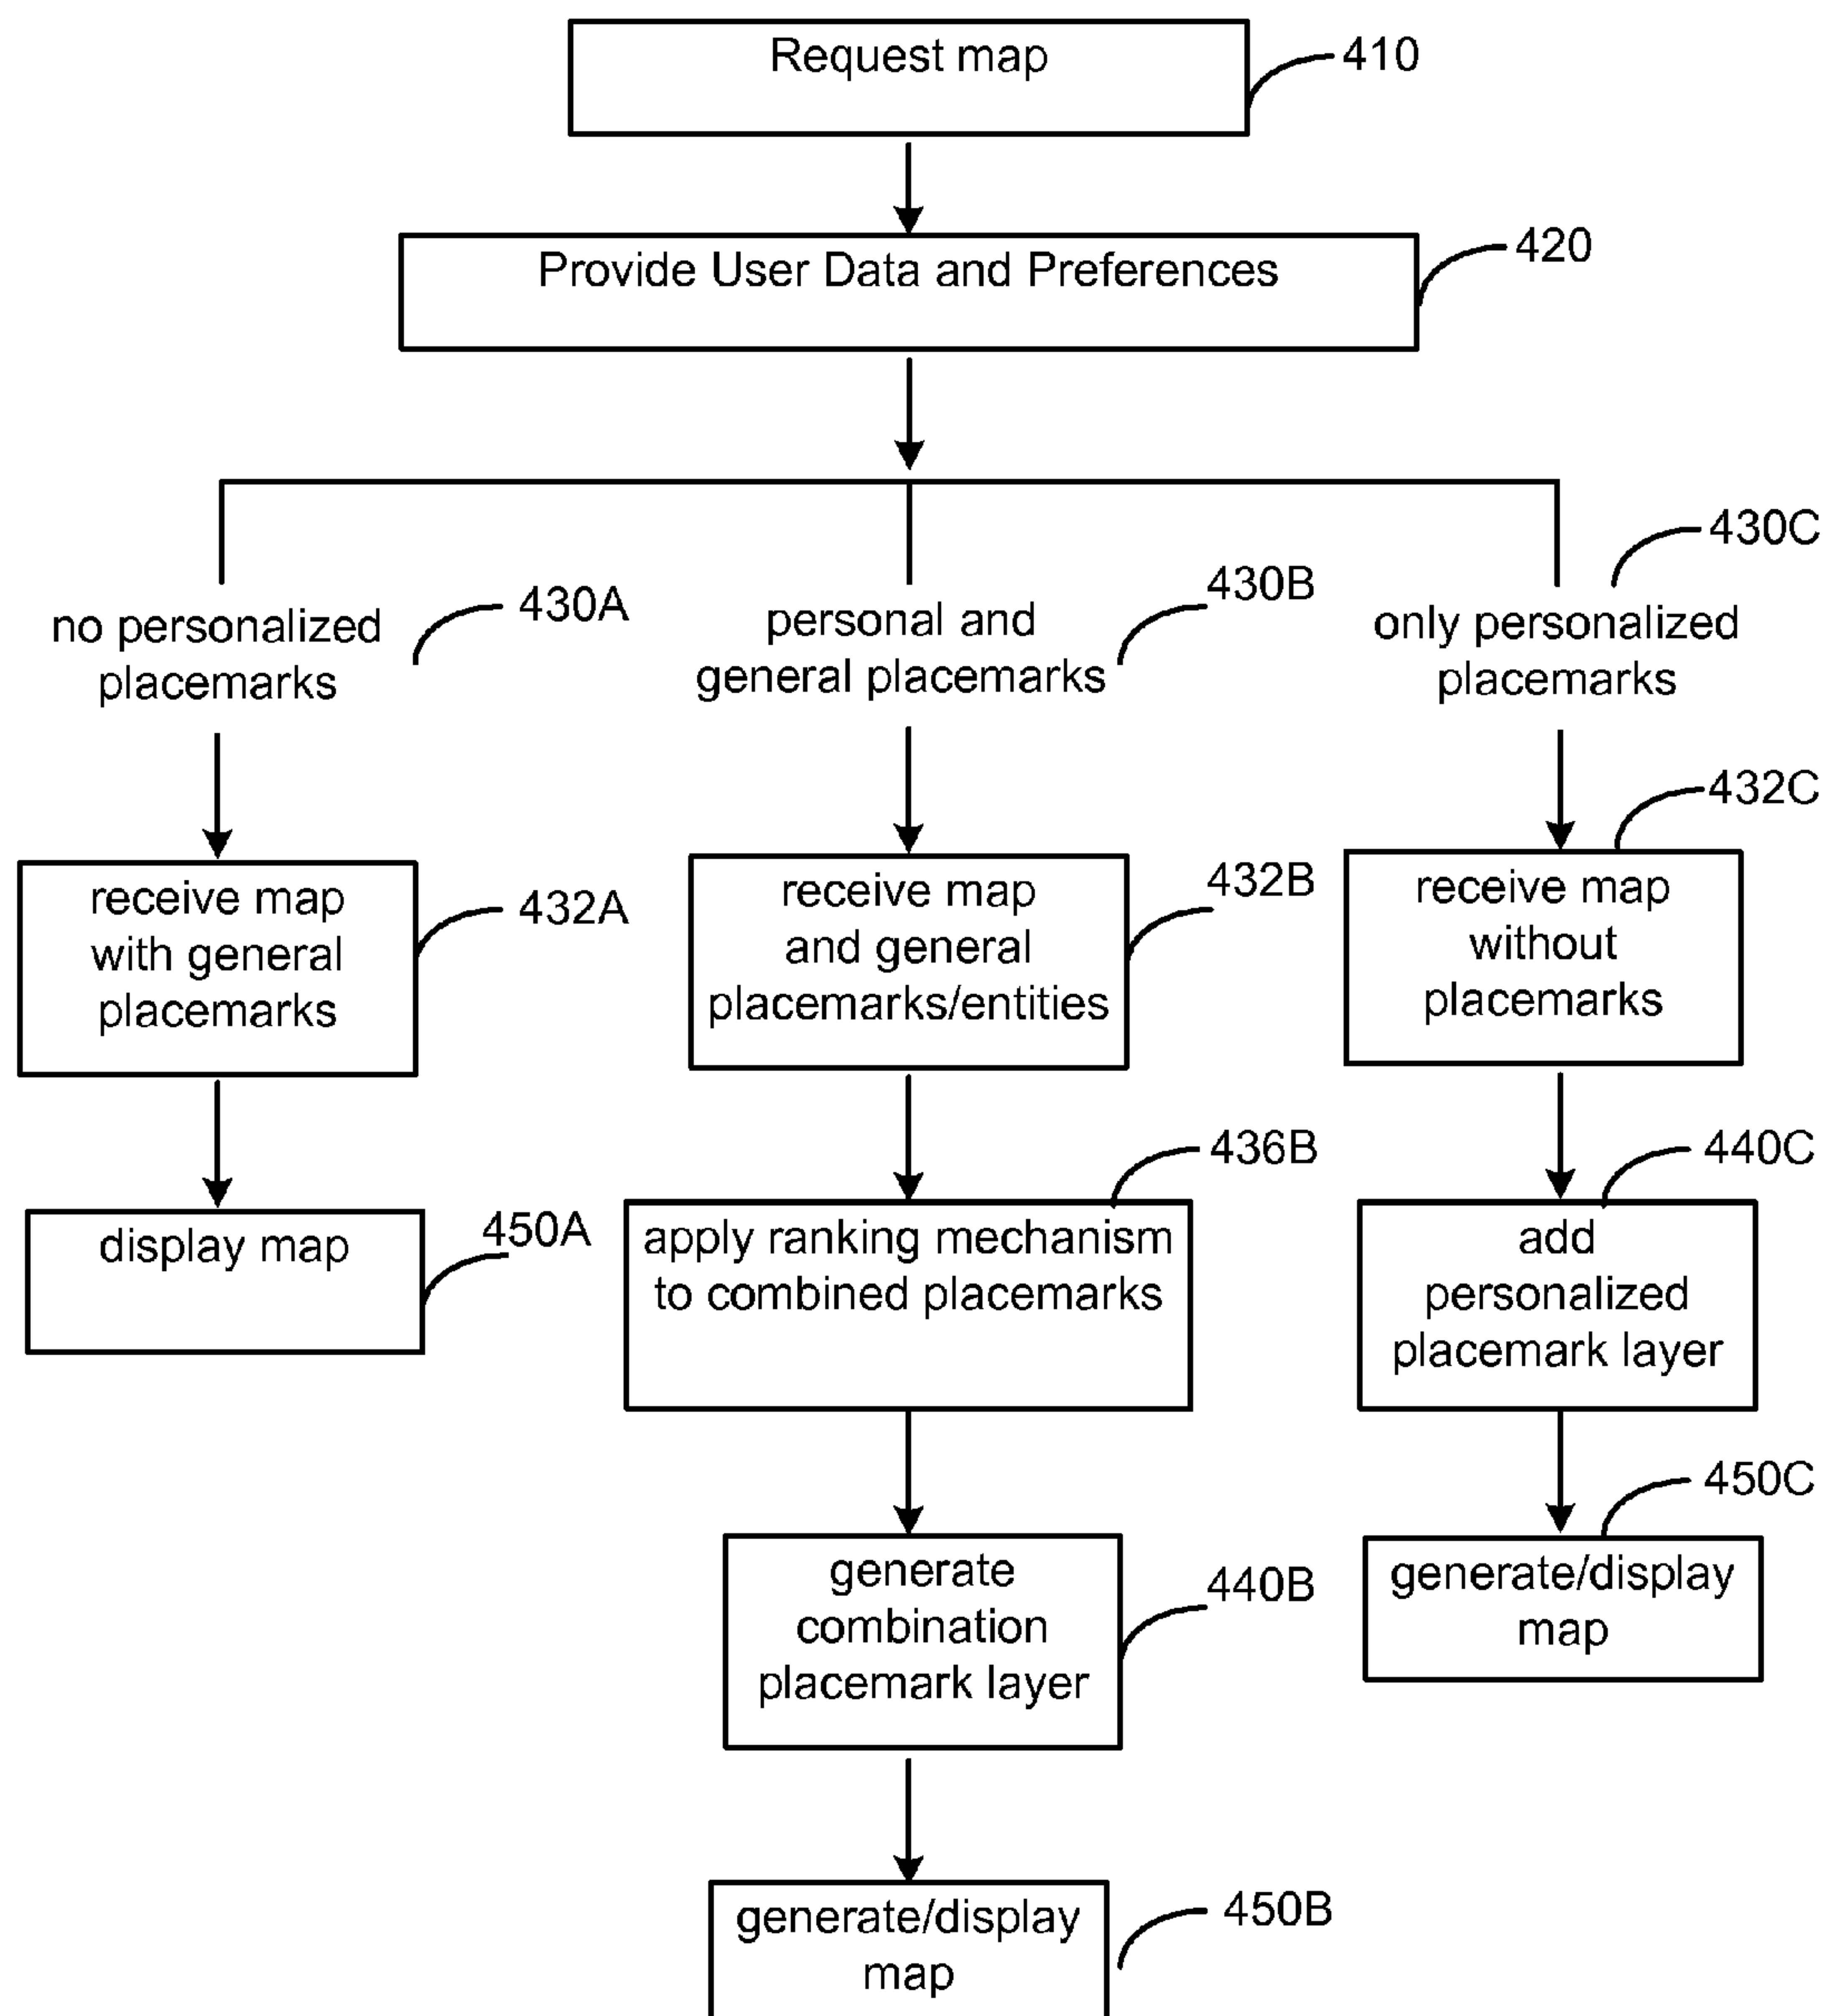 Request map
410
Provide User Data and Preferences
420
no personalized
placemarks
430A
personal and
general placemarks
430B
only personalized
placemarks
430C
receive map
with general
placemarks
432A
receive map
and general
placemarks/entities
432B
receive map
without
placemarks
432C
display map
450A
apply ranking mechanism
to combined placemarks
436B
add
personalized
placemark layer
440C
generate
combination
placemark layer
440B
generate/display
map
450C
generate/display
map
450B